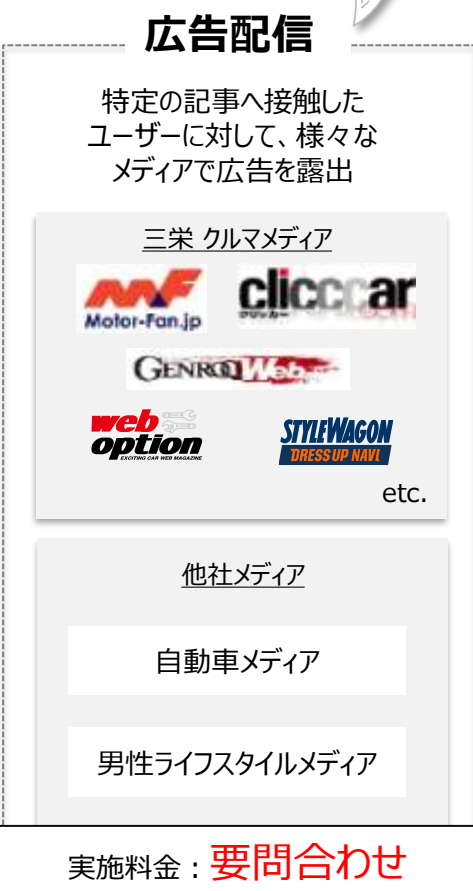 広告配信
特定の記事へ接触した
ユーザーに対して、様々な
メディアで広告を露出
三栄 クルマメディア
Motor-Fan.jp
clicccar
クリッカー
GENROQ Web
web
option
EXCITING CAR WEB MAGAZINE
STYLEWAGON
DRESS UP NAVI
etc.
他社メディア
自動車メディア
男性ライフスタイルメディア
実施料金：要問合わせ